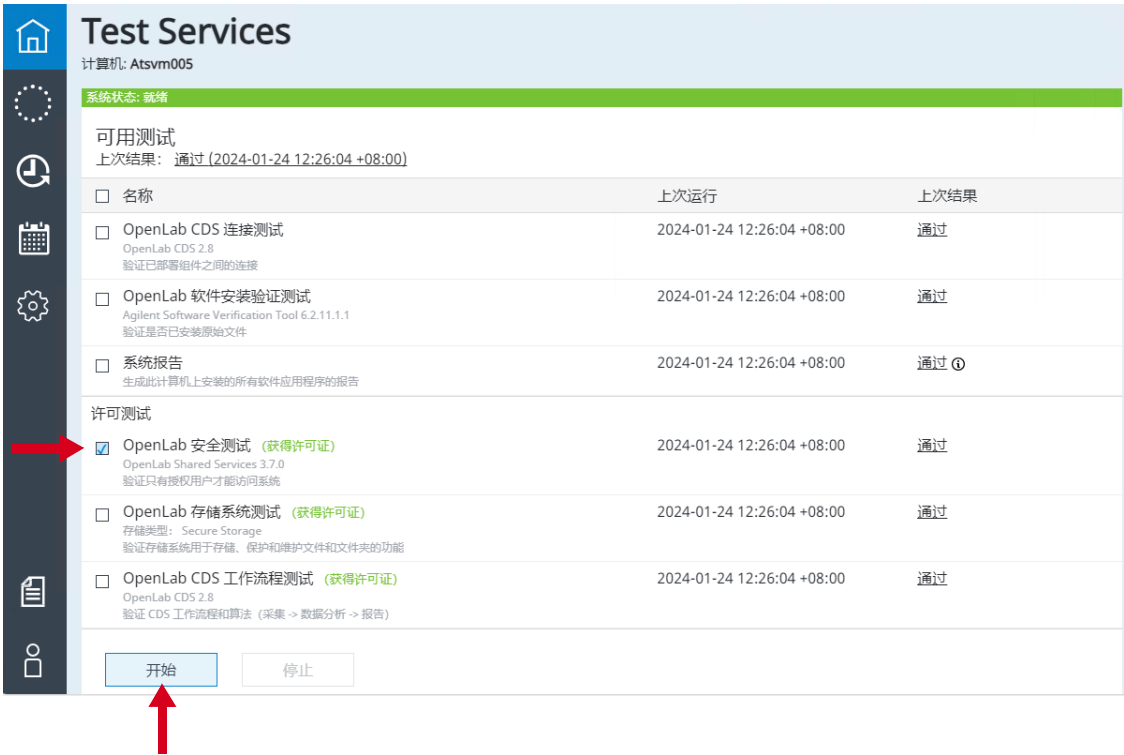 Test Services
计算机: Atsvm005
系统状态: 就绪
可用测试
上次结果： 通过 (2024-01-24 12:26:04 +08:00)
名称 上次运行 上次结果
OpenLab CDS 连接测试 2024-01-24 12:26:04 +08:00 通过
OpenLab CDS 2.8
验证已部署组件之间的连接
OpenLab 软件安装验证测试 2024-01-24 12:26:04 +08:00 通过
Agilent Software Verification Tool 6.2.11.1.1
验证是否已安装原始文件
系统报告 2024-01-24 12:26:04 +08:00 通过
生成此计算机上安装的所有软件应用程序的报告
许可测试
OpenLab 安全测试 (获得许可证) 2024-01-24 12:26:04 +08:00 通过
OpenLab Shared Services 3.7.0
验证只有授权用户才能访问系统
OpenLab 存储系统测试 (获得许可证) 2024-01-24 12:26:04 +08:00 通过
存储类型： Secure Storage
验证存储系统用于存储、保护和维护文件和文件夹的功能
OpenLab CDS 工作流程测试 (获得许可证) 2024-01-24 12:26:04 +08:00 通过
OpenLab CDS 2.8
验证 CDS 工作流程和算法（采集 -> 数据分析 -> 报告）
开始 停止